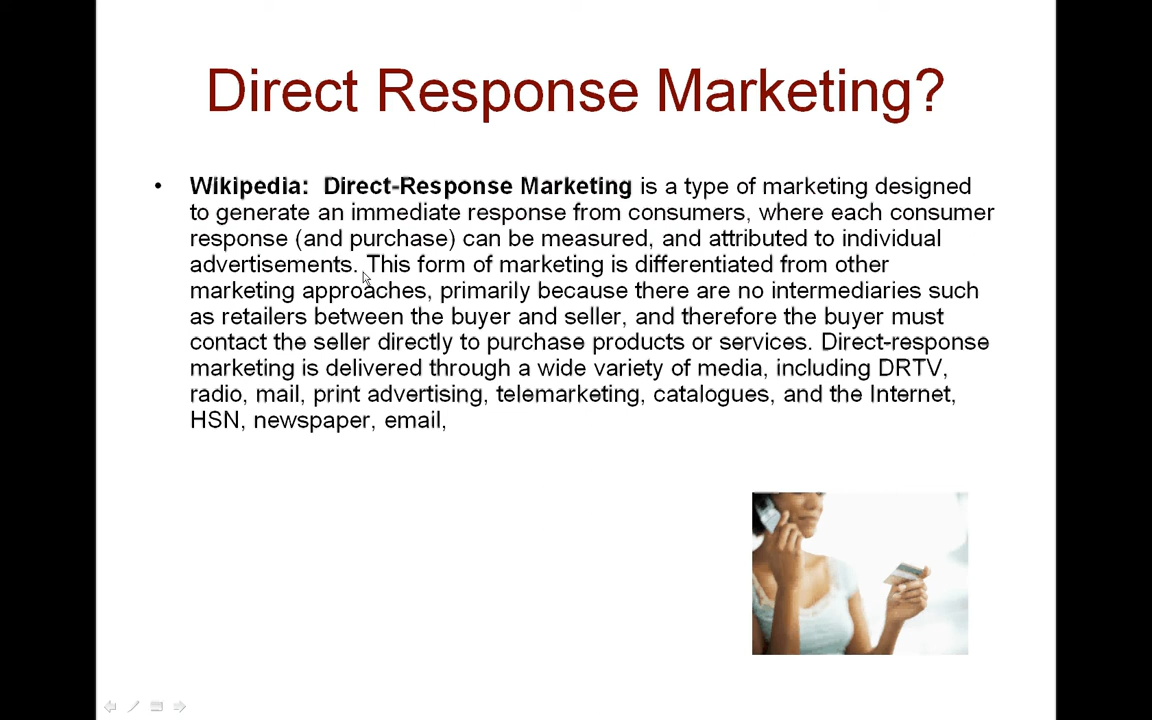 Direct Response Marketing?
• Wikipedia: Direct-Response Marketing is a type of marketing designed
to generate an immediate response from consumers, where each consumer
response (and purchase) can be measured, and attributed to individual
advertisements. This form of marketing is differentiated from other
marketing approaches, primarily because there are no intermediaries such
as retailers between the buyer and seller, and therefore the buyer must
contact the seller directly to purchase products or services. Direct-response
marketing is delivered through a wide variety of media, including DRTV,
radio, mail, print advertising, telemarketing, catalogues, and the Internet,
HSN, newspaper, email,